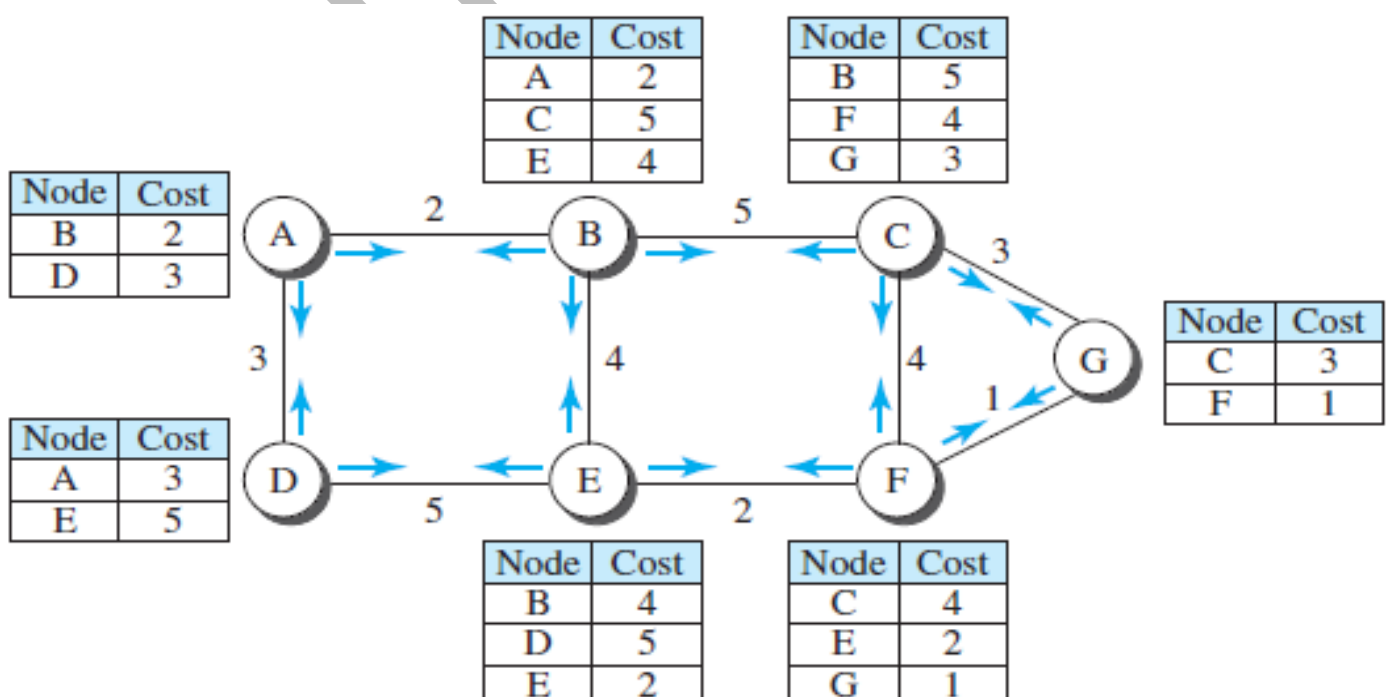 Node Cost
A 2
C 5
E 4
Node Cost
B 5
F 4
G 3
Node Cost
B 2
D 3
A
2
B
5
C
3
G
Node Cost
C 3
F 1
3
4
4
1
Node Cost
A 3
E 5
D
5
E
2
F
Node Cost
B 4
D 5
E 2
Node Cost
C 4
E 2
G 1